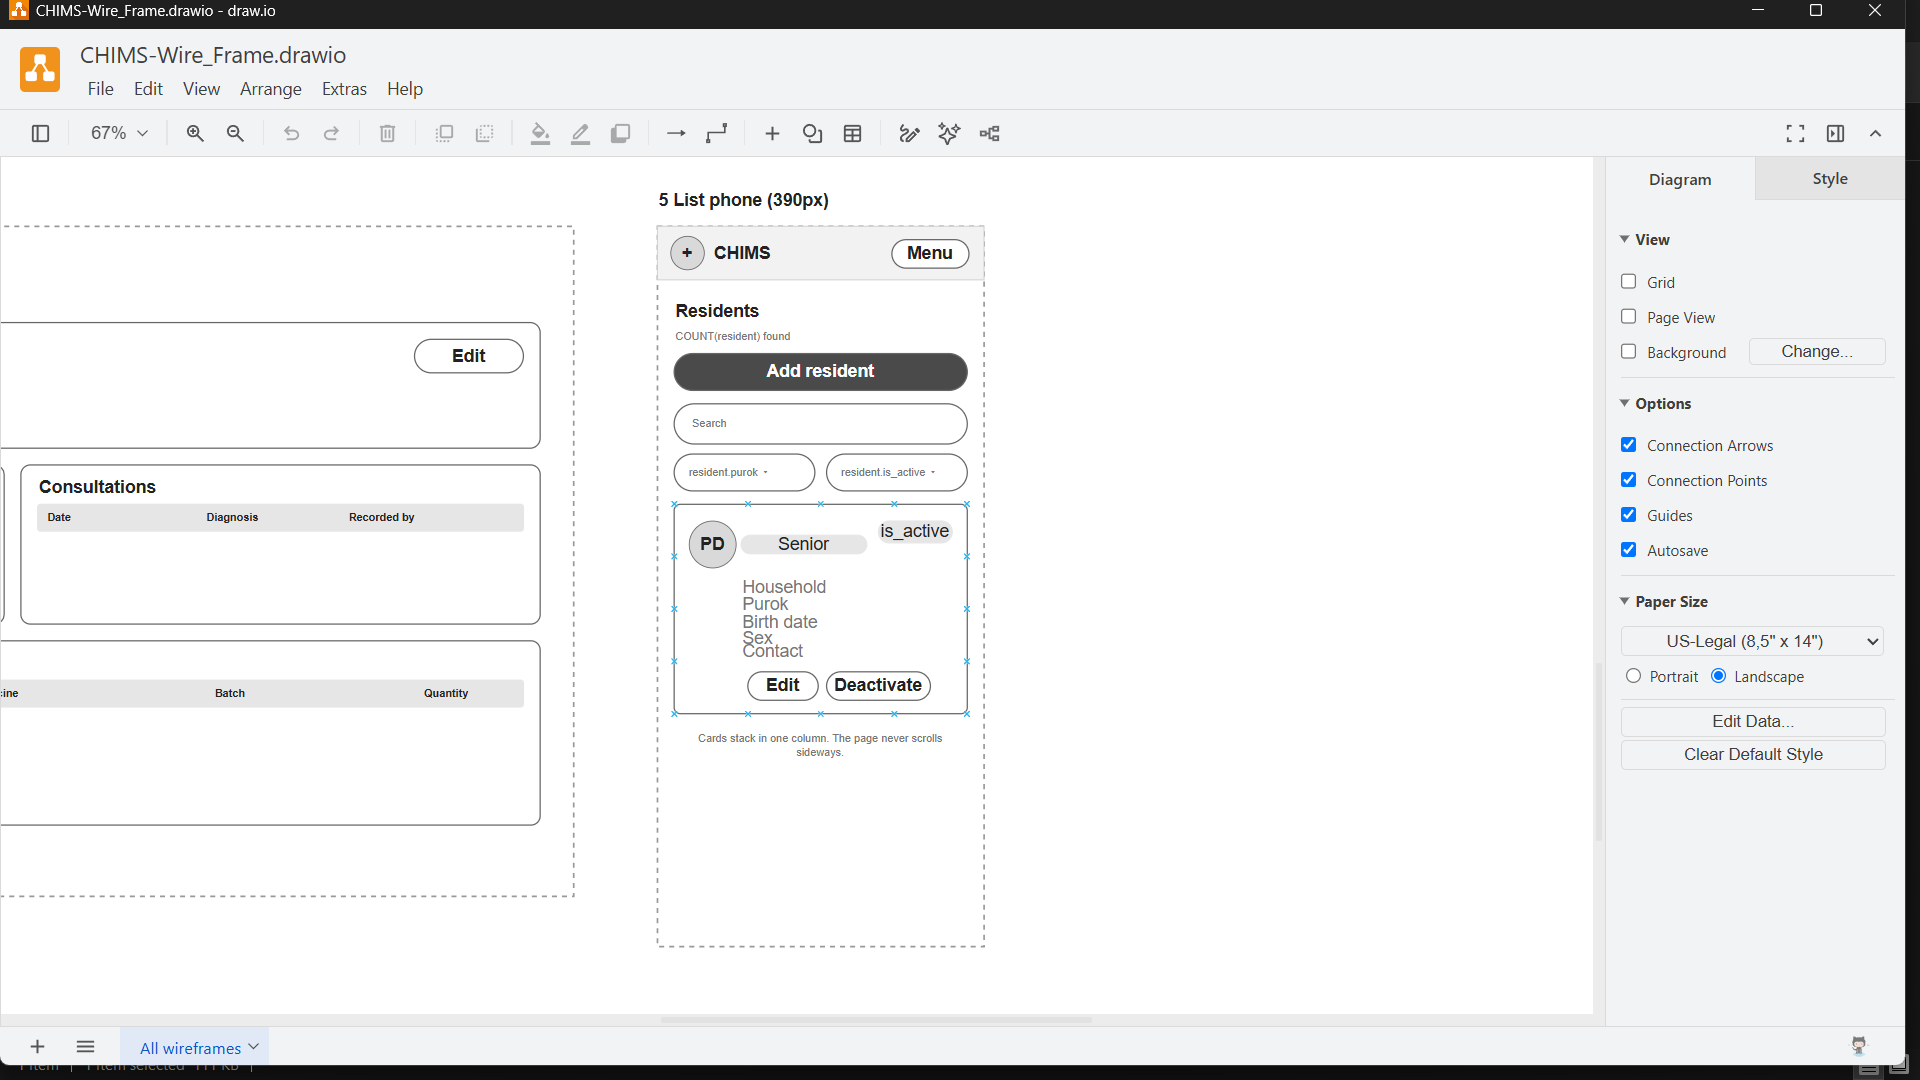 CHIMS-Wire_Frame.drawio - draw.io
CHIMS-Wire_Frame.drawio
File Edit View Arrange Extras Help
67%
Diagram Style
View
Grid
Page View
Background Change...
Options
Connection Arrows
Connection Points
Guides
Autosave
Paper Size
US-Legal (8,5" x 14")
Portrait Landscape
Edit Data...
Clear Default Style
Edit
Consultations
Date Diagnosis Recorded by
Batch Quantity
5 List phone (390px)
+ CHIMS Menu
Residents
COUNT(resident) found
Add resident
Search
resident.purok resident.is_active
PD Senior is_active
Household
Purok
Birth date
Sex
Contact
Edit Deactivate
Cards stack in one column. The page never scrolls
sideways.
All wireframes